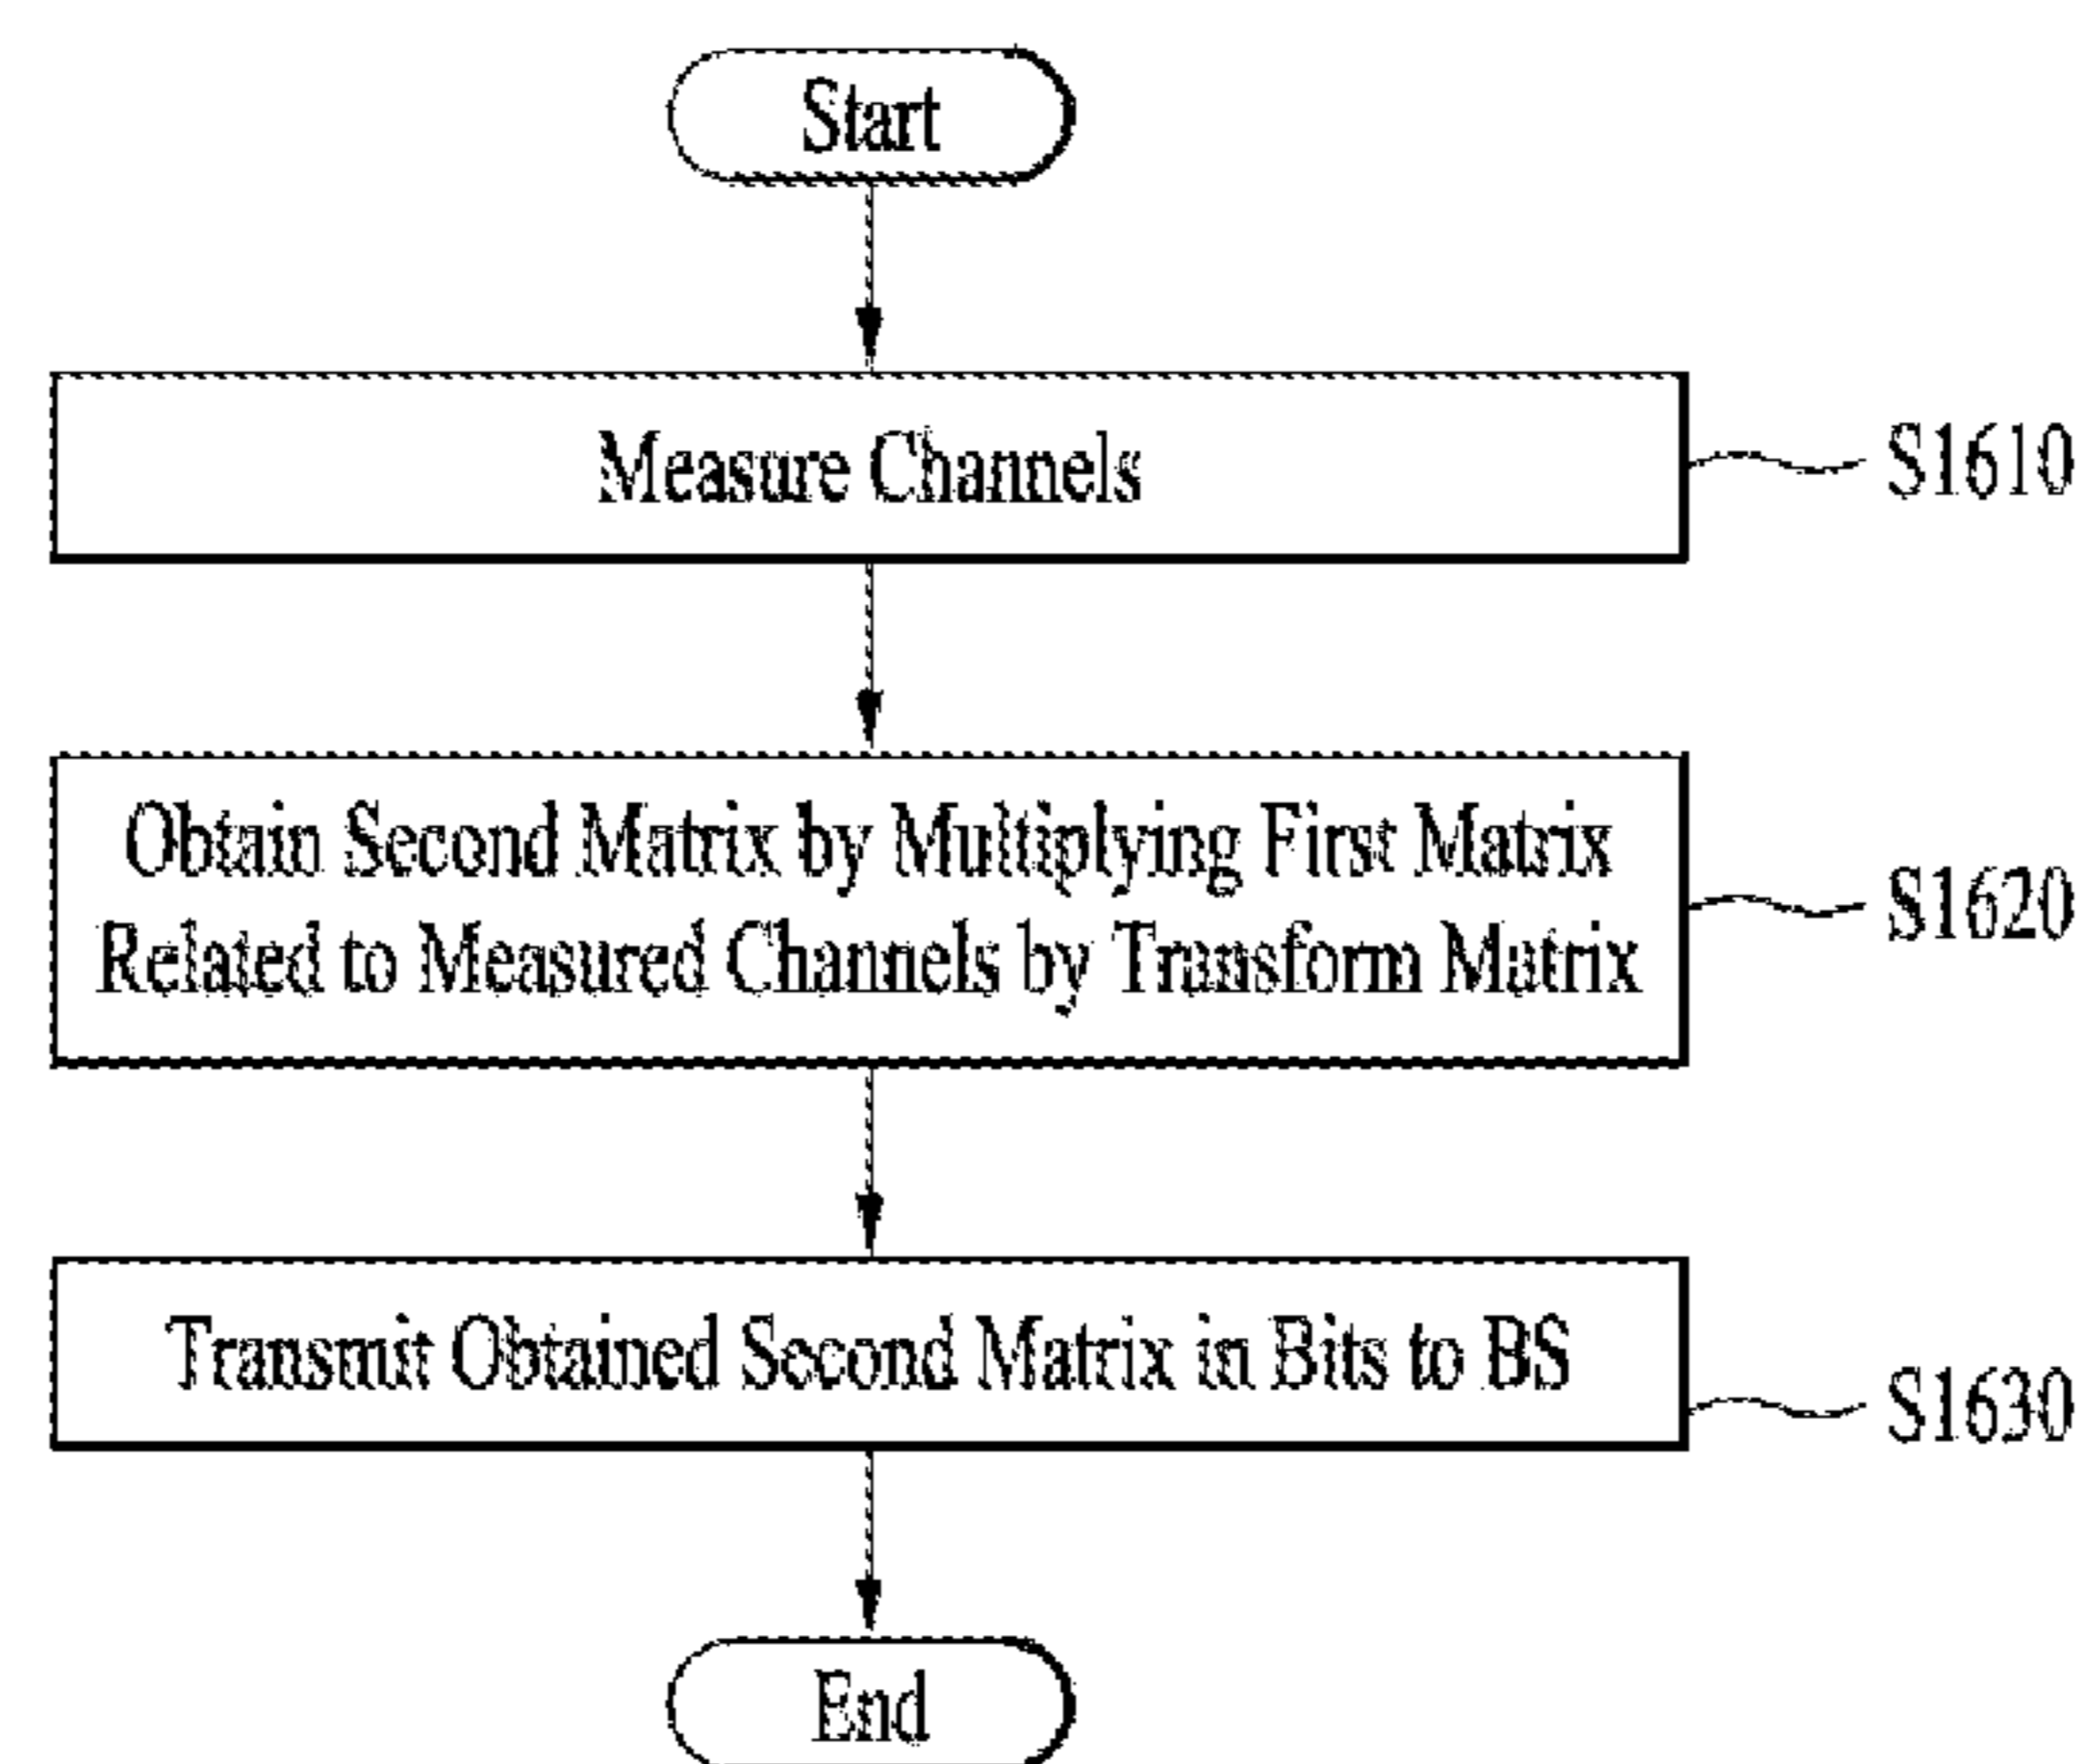 Start
Measure Channels
S1610
Obtain Second Matrix by Multiplying First Matrix
Related to Measured Channels by Transform Matrix
S1620
Transmit Obtained Second Matrix in Bits to BS
S1630
End